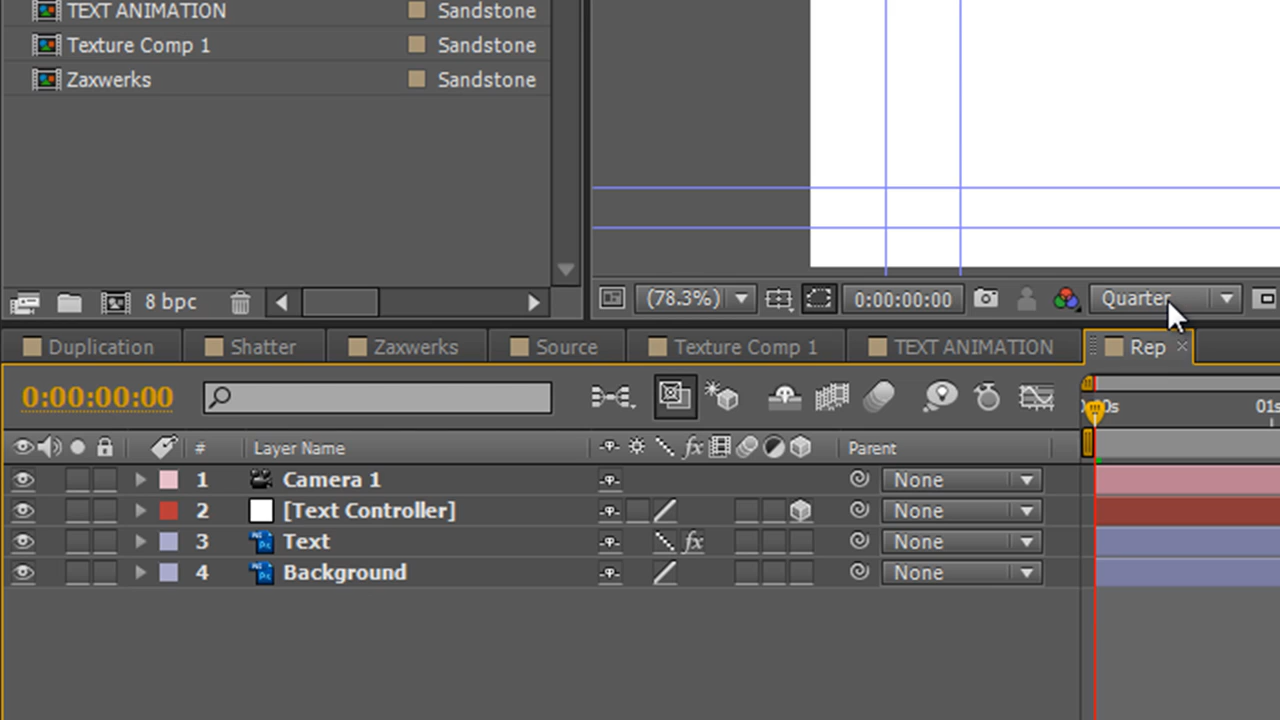 TEXT ANIMATION Sandstone
Texture Comp 1 Sandstone
Zaxwerks Sandstone
8 bpc (78.3%) 0:00:00:00 Quarter
Duplication Shatter Zaxwerks Source Texture Comp 1 TEXT ANIMATION Rep
0:00:00:00 01s
# Layer Name fx Parent
1 Camera 1 None
2 [Text Controller] None
3 Text fx None
4 Background None